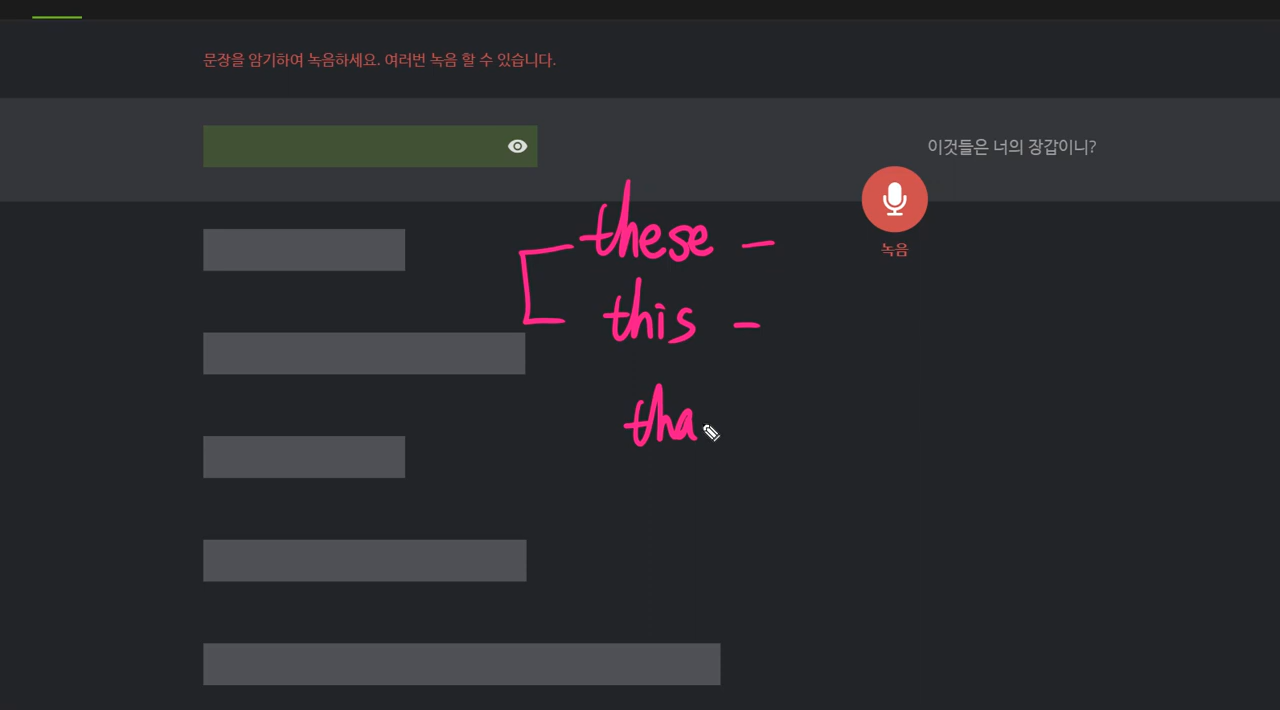 문장을 암기하여 녹음하세요. 여러번 녹음 할 수 있습니다.
이것들은 너의 장갑이니?
녹음
these -
this -
tha